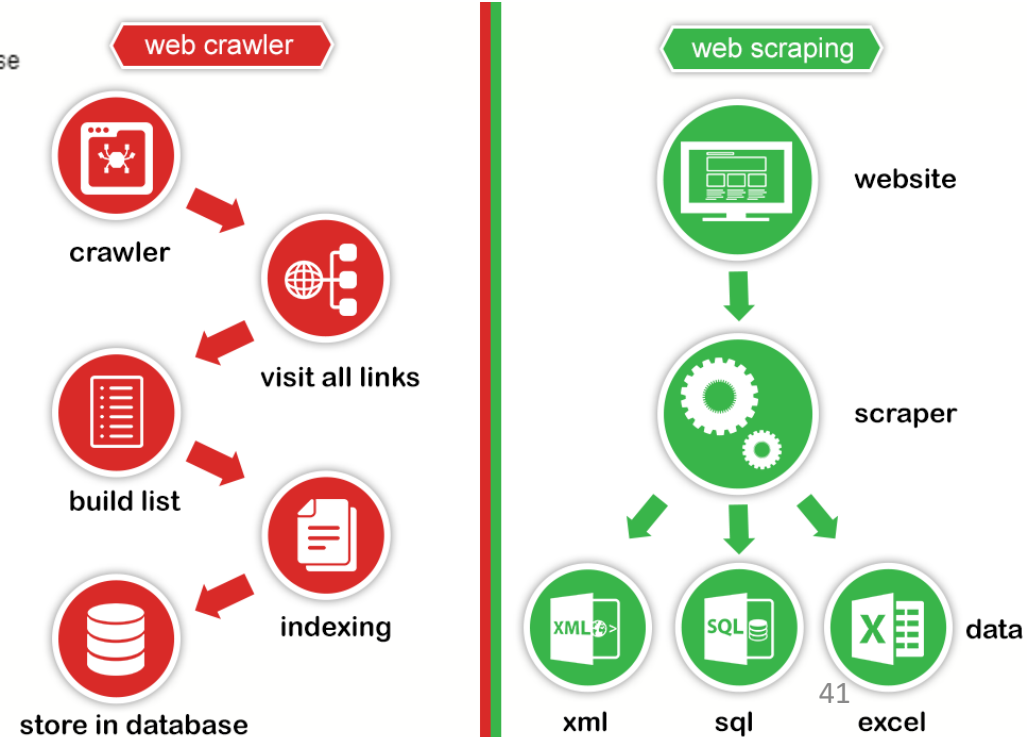 se
web crawler
crawler
visit all links
build list
indexing
store in database
web scraping
website
scraper
XML
SQL
X
data
41
xml
sql
excel